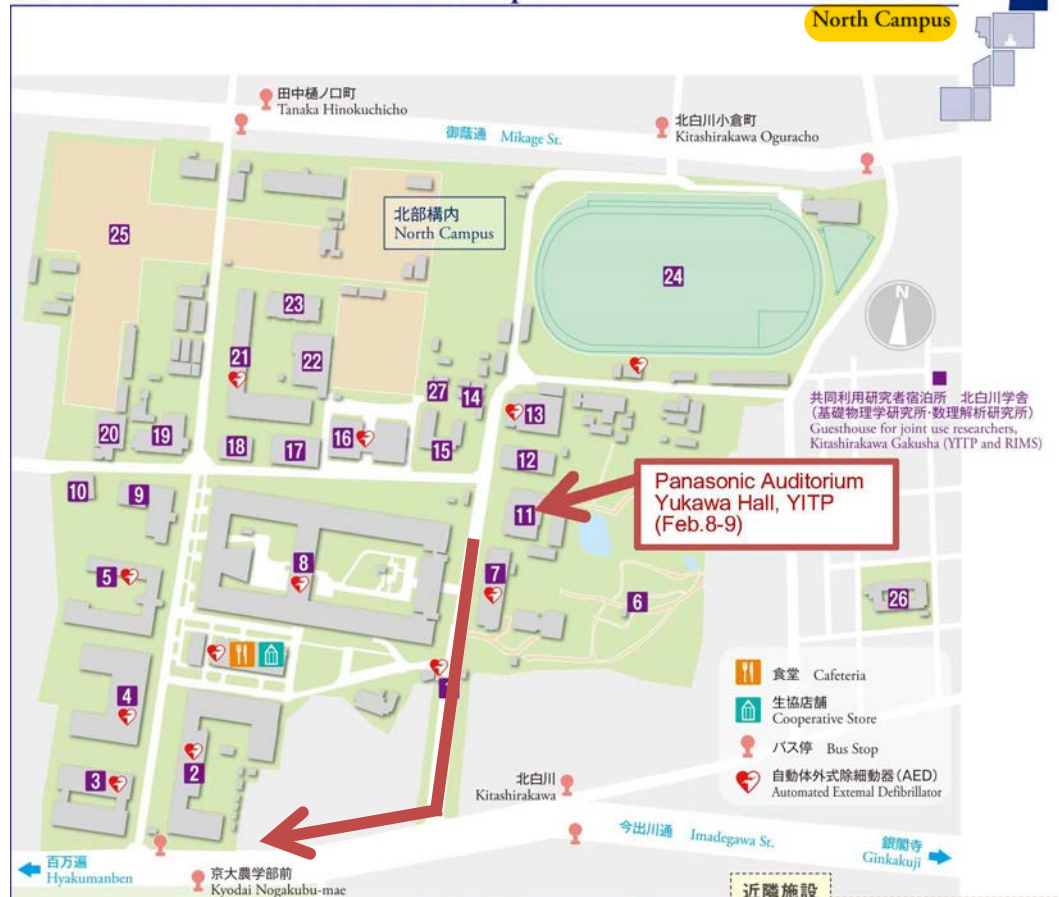 North Campus
田中樋ノ口町
Tanaka Hinokuchicho
北白川小倉町
Kitashirakawa Oguracho
御蔭通 Mikage St.
北部構内
North Campus
25
24
N
23
21
22
27
14
13
共同利用研究者宿泊所 北白川学舎
(基礎物理学研究所・数理解析研究所)
Guesthouse for joint use researchers,
Kitashirakawa Gakusha (YITP and RIMS)
20
19
18
17
16
15
12
Panasonic Auditorium
Yukawa Hall, YITP
(Feb.8-9)
10
9
11
8
5
7
6
26
食堂 Cafeteria
生協店舗
Cooperative Store
バス停 Bus Stop
自動体外式除細動器(AED)
Automated External Defibrillator
4
2
3
北白川
Kitashirakawa
今出川通 Imadegawa St.
銀閣寺
Ginkakuji
百万遍
Hyakumanben
京大農学部前
Kyodai Nogakubu-mae
近隣施設